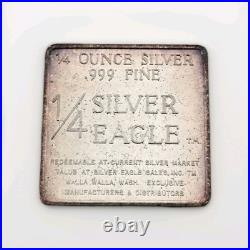 ¼ OUNCE SILVER
.999 FINE
1/4 SILVER
EAGLE TM
REDEEMABLE AT CURRENT SILVER MARKET
VALUE AT SILVER EAGLE SALES, INC. TM
WALLA WALLA, WASH. EXCLUSIVE
MANUFACTURERS & DISTRIBUTORS